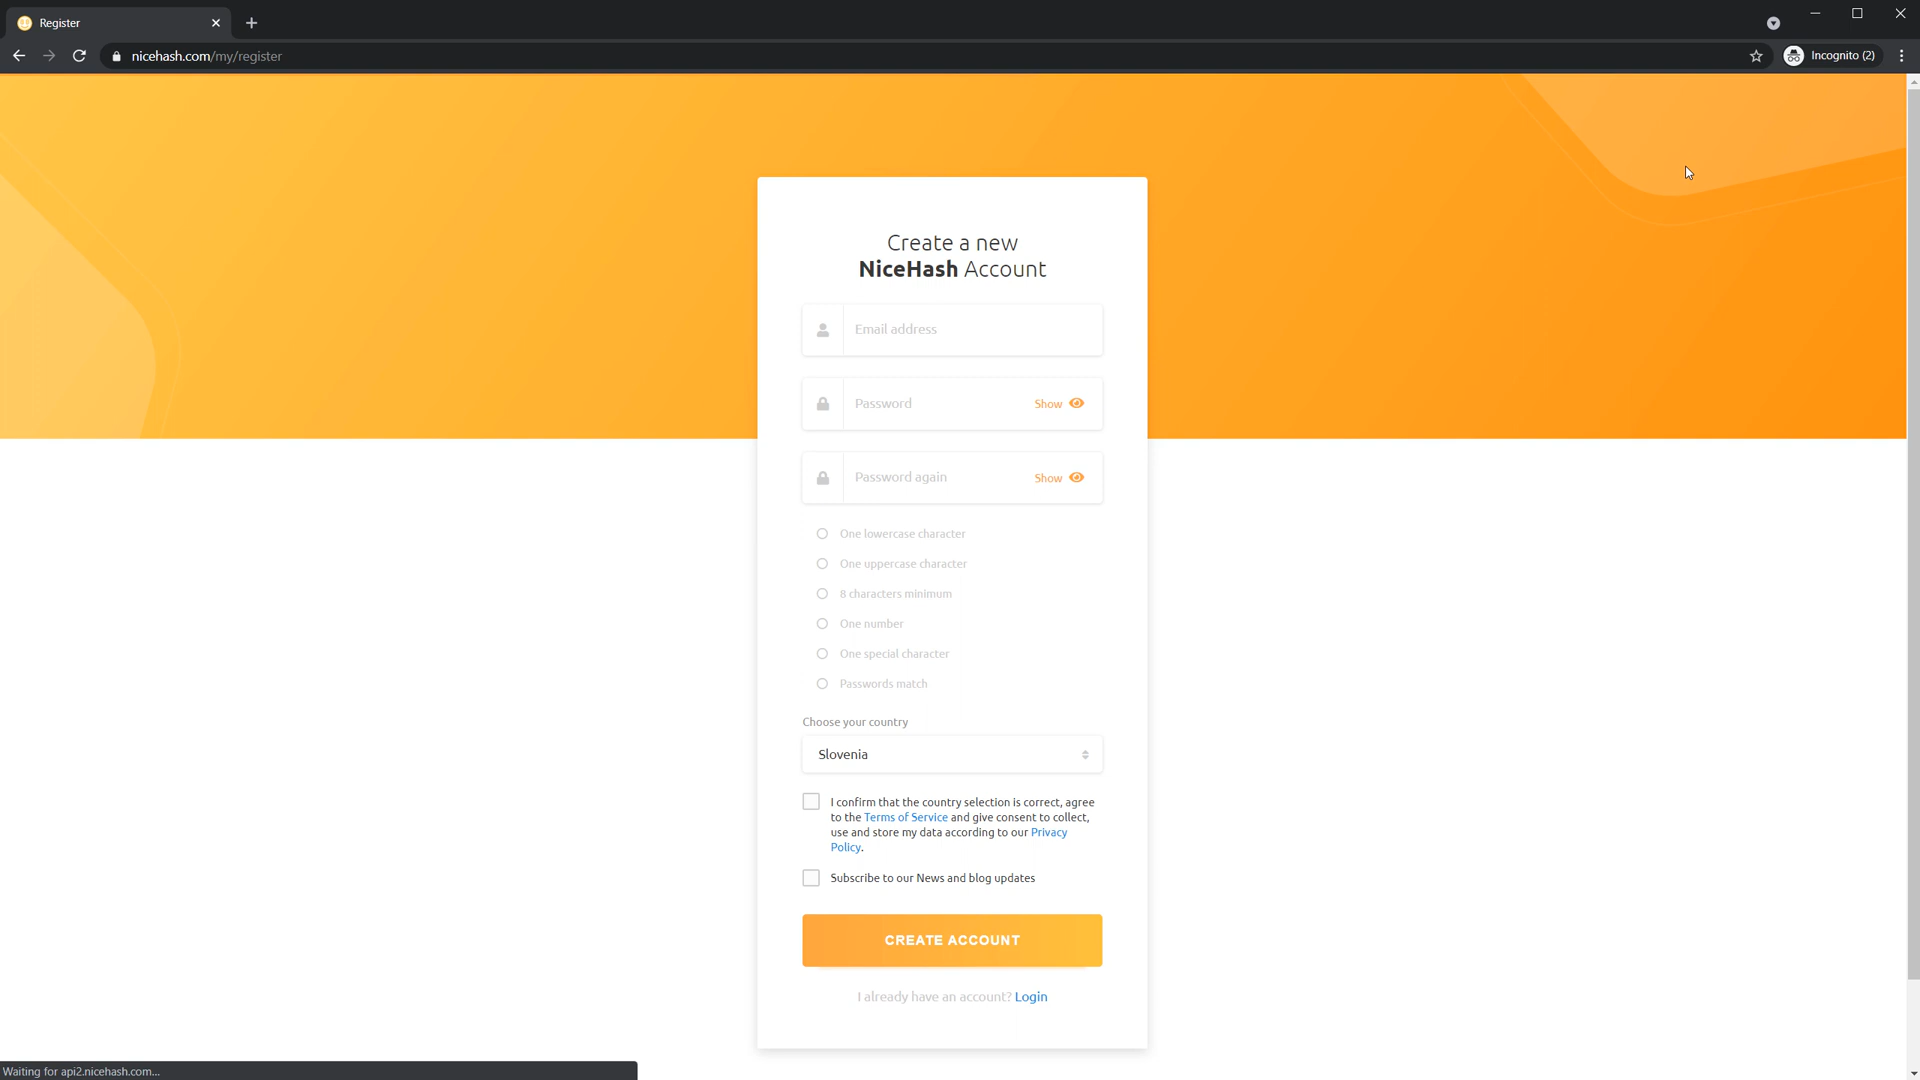 Register
nicehash.com/my/register
Incognito (2)
Create a new
NiceHash Account
Email address
Password
Show
Password again
Show
One lowercase character
One uppercase character
8 characters minimum
One number
One special character
Passwords match
Choose your country
Slovenia
I confirm that the country selection is correct, agree
to the Terms of Service and give consent to collect,
use and store my data according to our Privacy
Policy.
Subscribe to our News and blog updates
CREATE ACCOUNT
I already have an account? Login
Waiting for api2.nicehash.com...